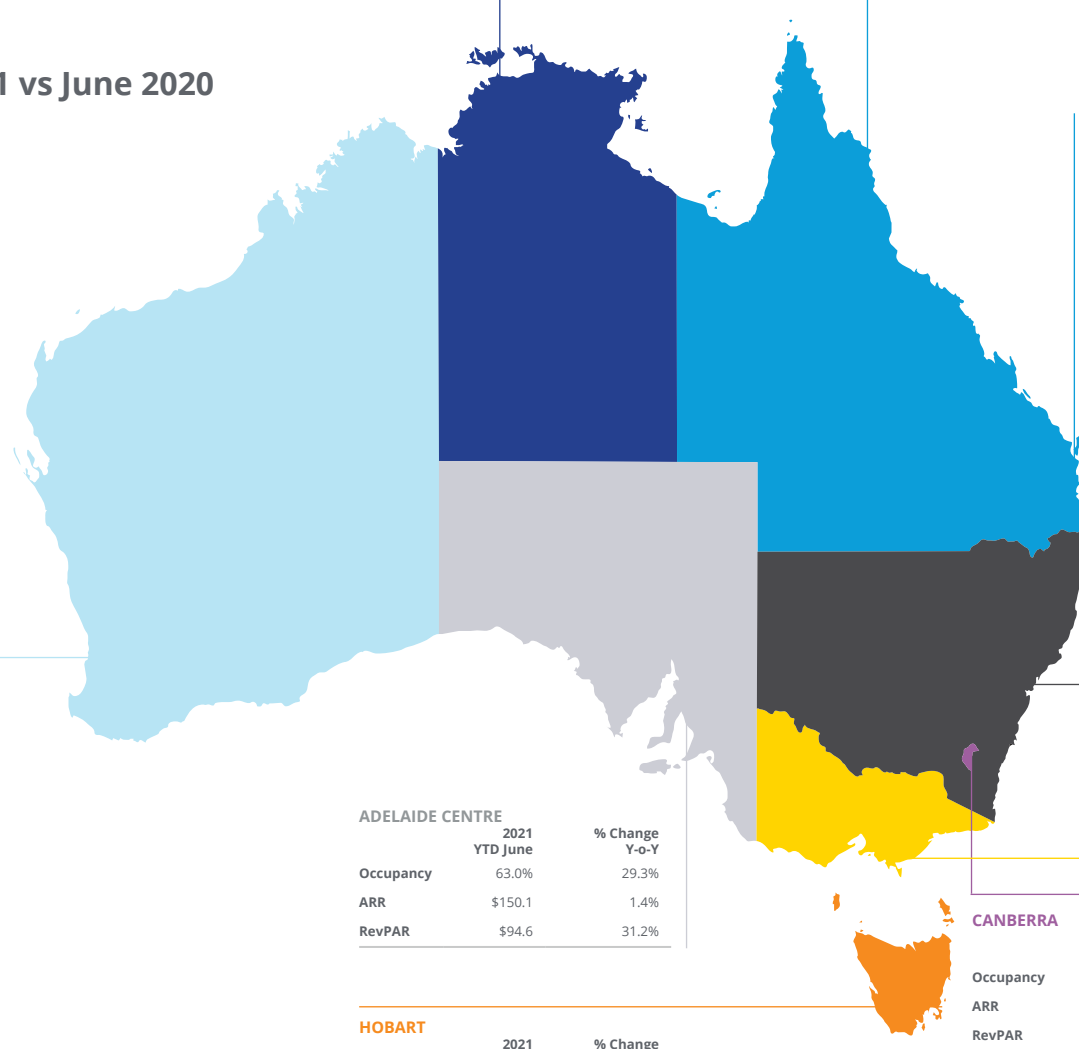 1 vs June 2020
ADELAIDE CENTRE
2021 % Change
YTD June Y-o-Y
Occupancy 63.0% 29.3%
ARR $150.1 1.4%
RevPAR $94.6 31.2%
HOBART
2021 % Change
CANBERRA
Occupancy
ARR
RevPAR